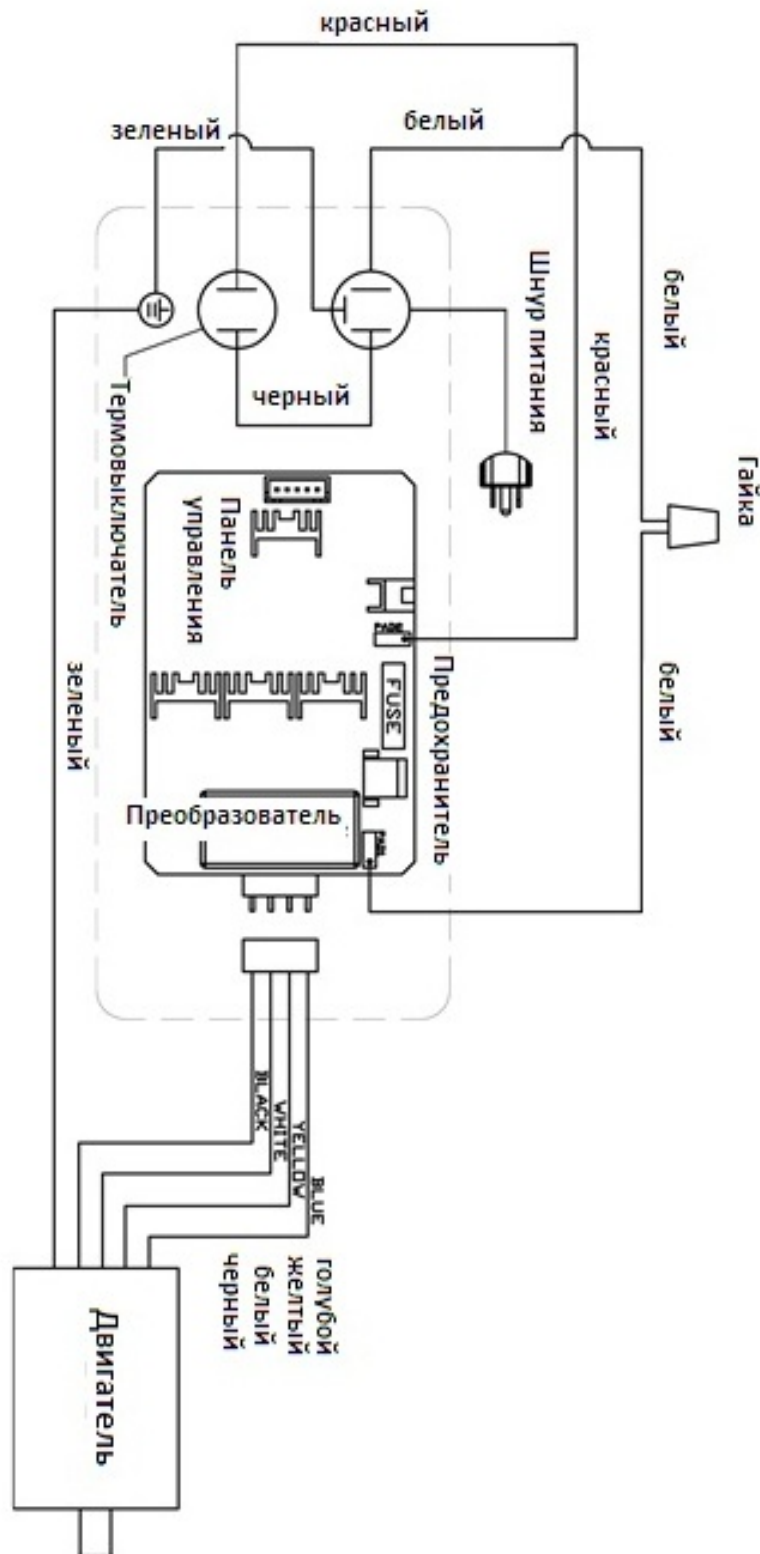 красный
зеленый
белый
Шнур питания
белый
красный
Термовыключатель
черный
Гайка
Панель
управления
зеленый
FUSE
Предохранитель
белый
Преобразователь
BLACK
WHITE
YELLOW
BLUE
голубой
желтый
белый
черный
Двигатель